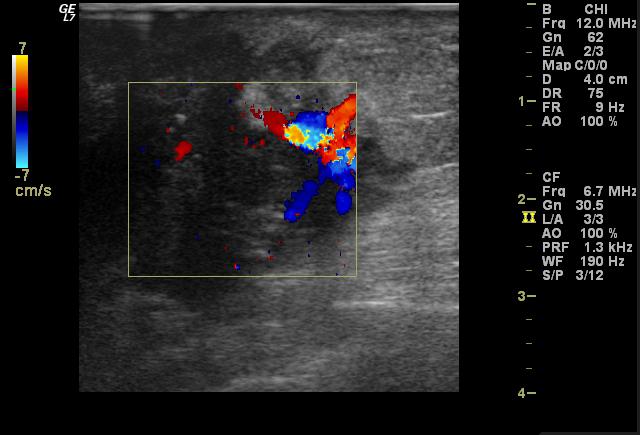 GE
L7
7
-7
cm/s
1
2
3
4
B CHI
Frq 12.0 MHz
Gn 62
E/A 2/3
Map C/0/0
D 4.0 cm
DR 75
FR 9 Hz
AO 100 %
CF
Frq 6.7 MHz
Gn 30.5
L/A 3/3
AO 100 %
PRF 1.3 kHz
WF 190 Hz
S/P 3/12